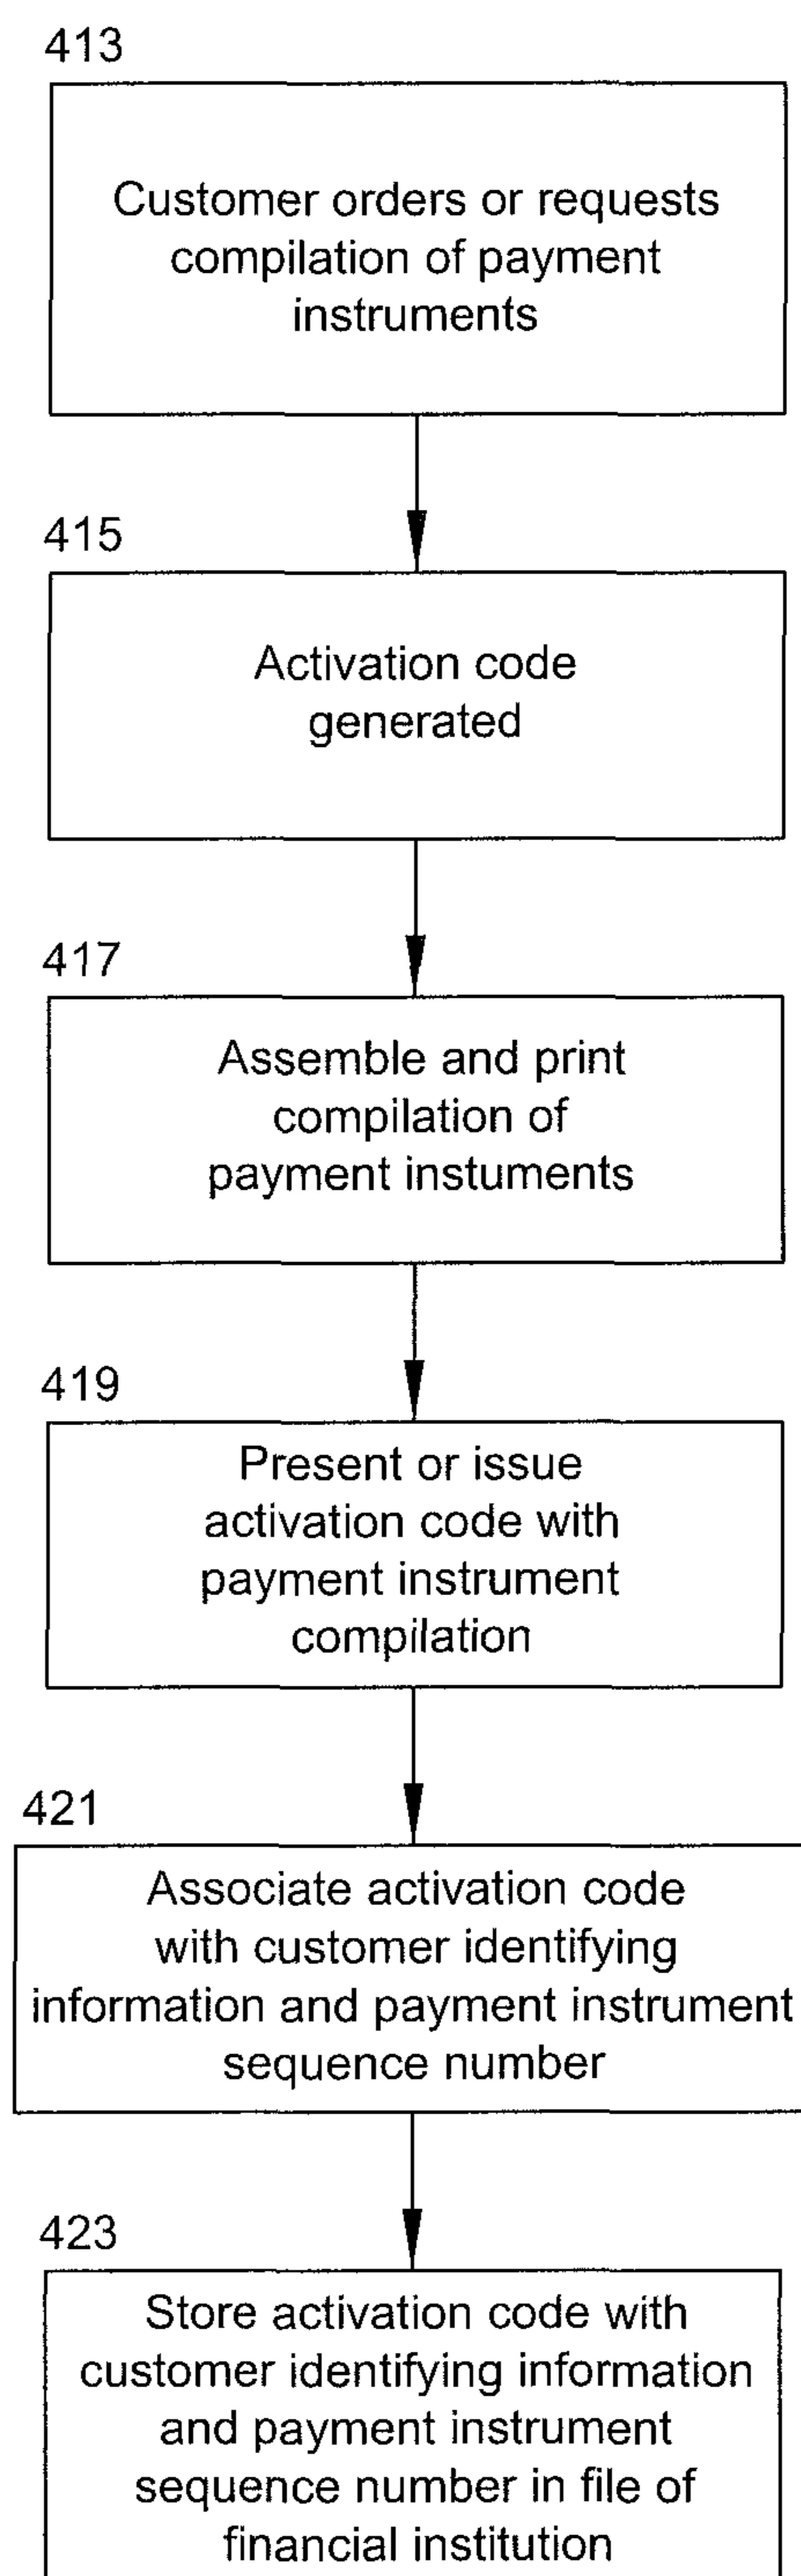 413
Customer orders or requests
compilation of payment
instruments
415
Activation code
generated
417
Assemble and print
compilation of
payment instuments
419
Present or issue
activation code with
payment instrument
compilation
421
Associate activation code
with customer identifying
information and payment instrument
sequence number
423
Store activation code with
customer identifying information
and payment instrument
sequence number in file of
financial institution